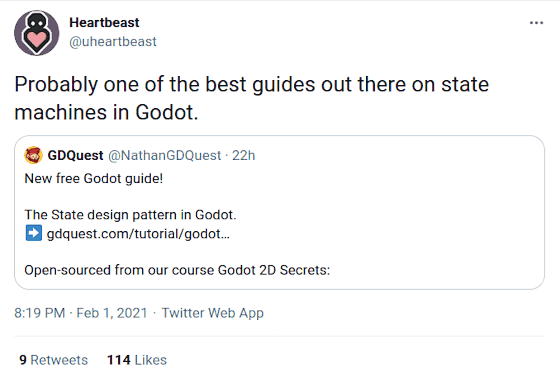 Heartbeast
@uheartbeast
Probably one of the best guides out there on state
machines in Godot.
GDQuest @NathanGDQuest · 22h
New free Godot guide!
The State design pattern in Godot.
➡ gdquest.com/tutorial/godot…
Open-sourced from our course Godot 2D Secrets:
8:19 PM · Feb 1, 2021 · Twitter Web App
9 Retweets 114 Likes